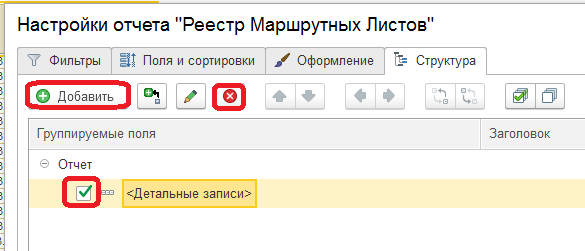 Настройки отчета "Реестр Маршрутных Листов"
Фильтры Поля и сортировки Оформление Структура
Добавить
Группируемые поля Заголовок
Отчет
<Детальные записи>